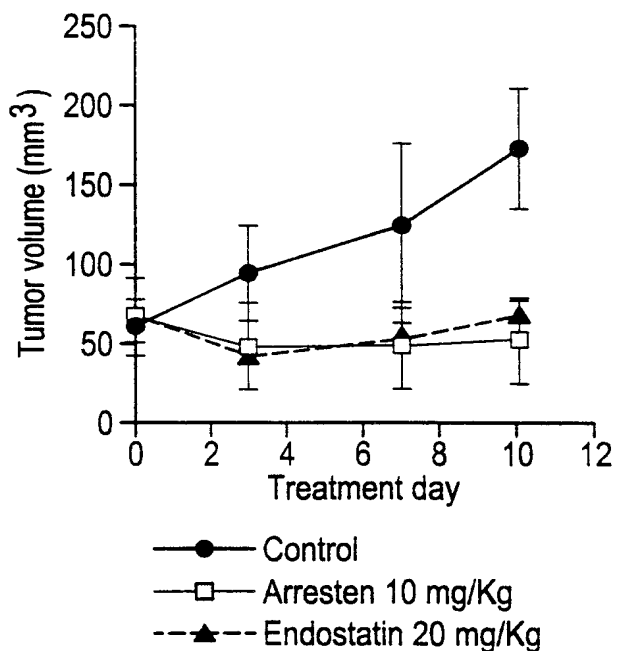 250
200
150
100
50
0
Tumor volume (mm3)
0 2 4 6 8 10 12
Treatment day
Control
Arresten 10 mg/Kg
Endostatin 20 mg/Kg